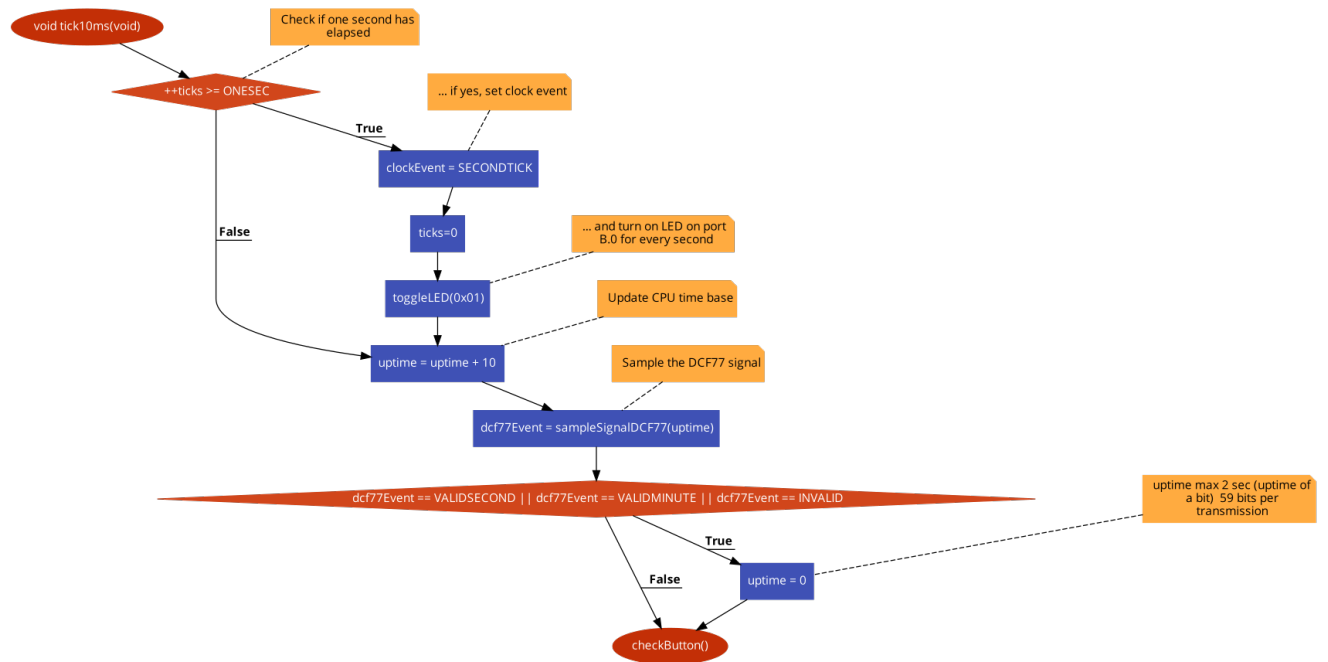 void tick10ms(void)
Check if one second has
elapsed
++ticks >= ONESEC
... if yes, set clock event
True
clockEvent = SECONDTICK
ticks=0
... and turn on LED on port
B.0 for every second
False
toggleLED(0x01)
Update CPU time base
uptime = uptime + 10
Sample the DCF77 signal
dcf77Event = sampleSignalDCF77(uptime)
dcf77Event == VALIDSECOND || dcf77Event == VALIDMINUTE || dcf77Event == INVALID
uptime max 2 sec (uptime of
a bit)  59 bits per
transmission
True
False
uptime = 0
checkButton()